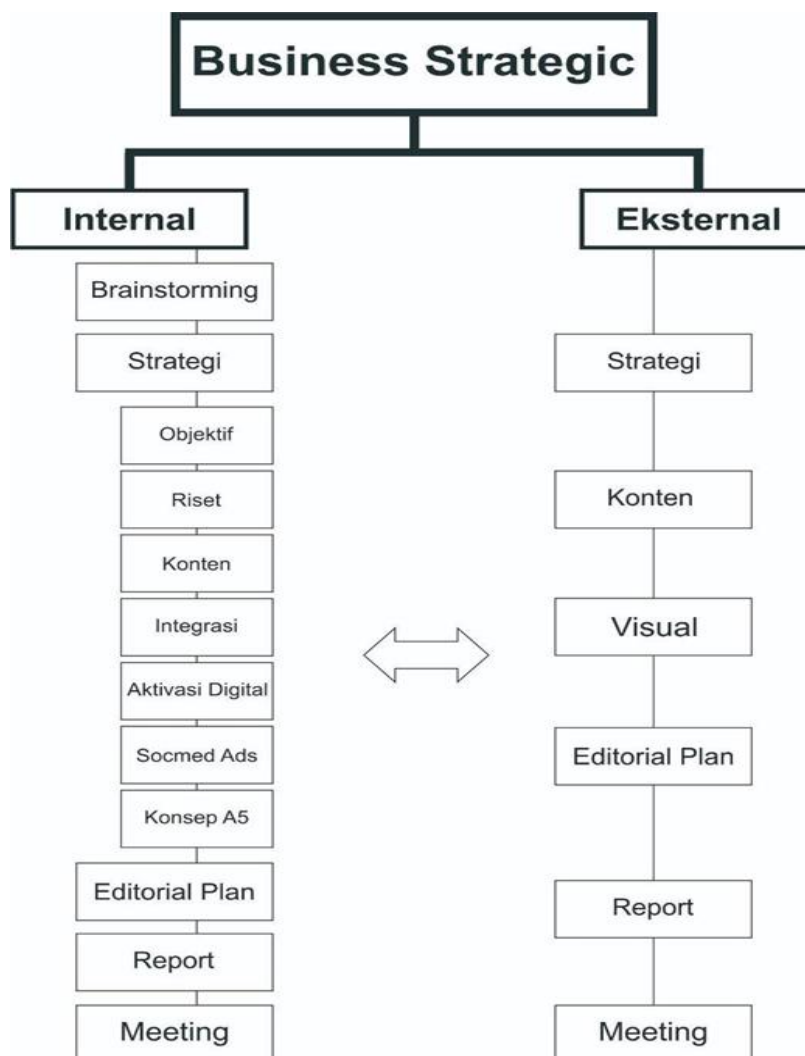 Business Strategic
Internal
Brainstorming
Strategi
Objektif
Riset
Konten
Integrasi
Aktivasi Digital
Socmed Ads
Konsep A5
Editorial Plan
Report
Meeting
Eksternal
Strategi
Konten
Visual
Editorial Plan
Report
Meeting